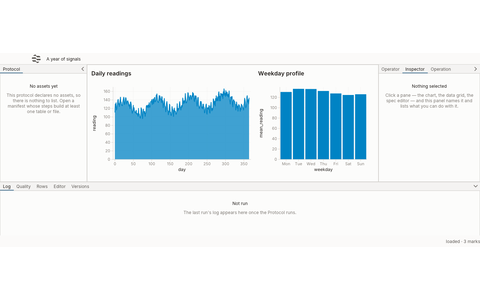 A year of signals
Protocol
No assets yet
This protocol declares no assets, so
there is nothing to list. Open a
manifest whose steps build at least
one table or file.
Daily readings
reading
160
140
120
100
80
60
40
20
0
0 50 100 150 200 250 300 350
day
Weekday profile
mean_reading
120
100
80
60
40
20
0
Mon Tue Wed Thu Fri Sat Sun
weekday
Operator Inspector Operation
Nothing selected
Click a pane — the chart, the data grid, the
spec editor — and this panel names it and
lists what you can do with it.
Log Quality Rows Editor Versions
Not run
The last run's log appears here once the Protocol runs.
loaded · 3 marks